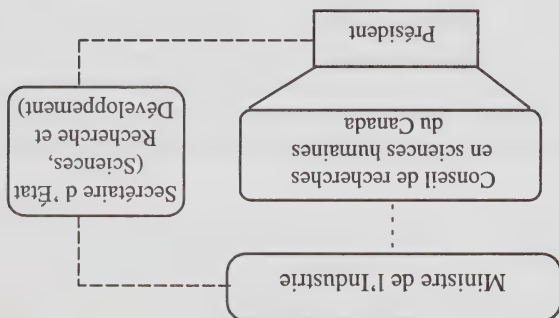 Ministre de l'Industrie
Conseil de recherches
en sciences humaines
du Canada
Secrétaire d'État
(Sciences,
Recherche et
Développement)
Président